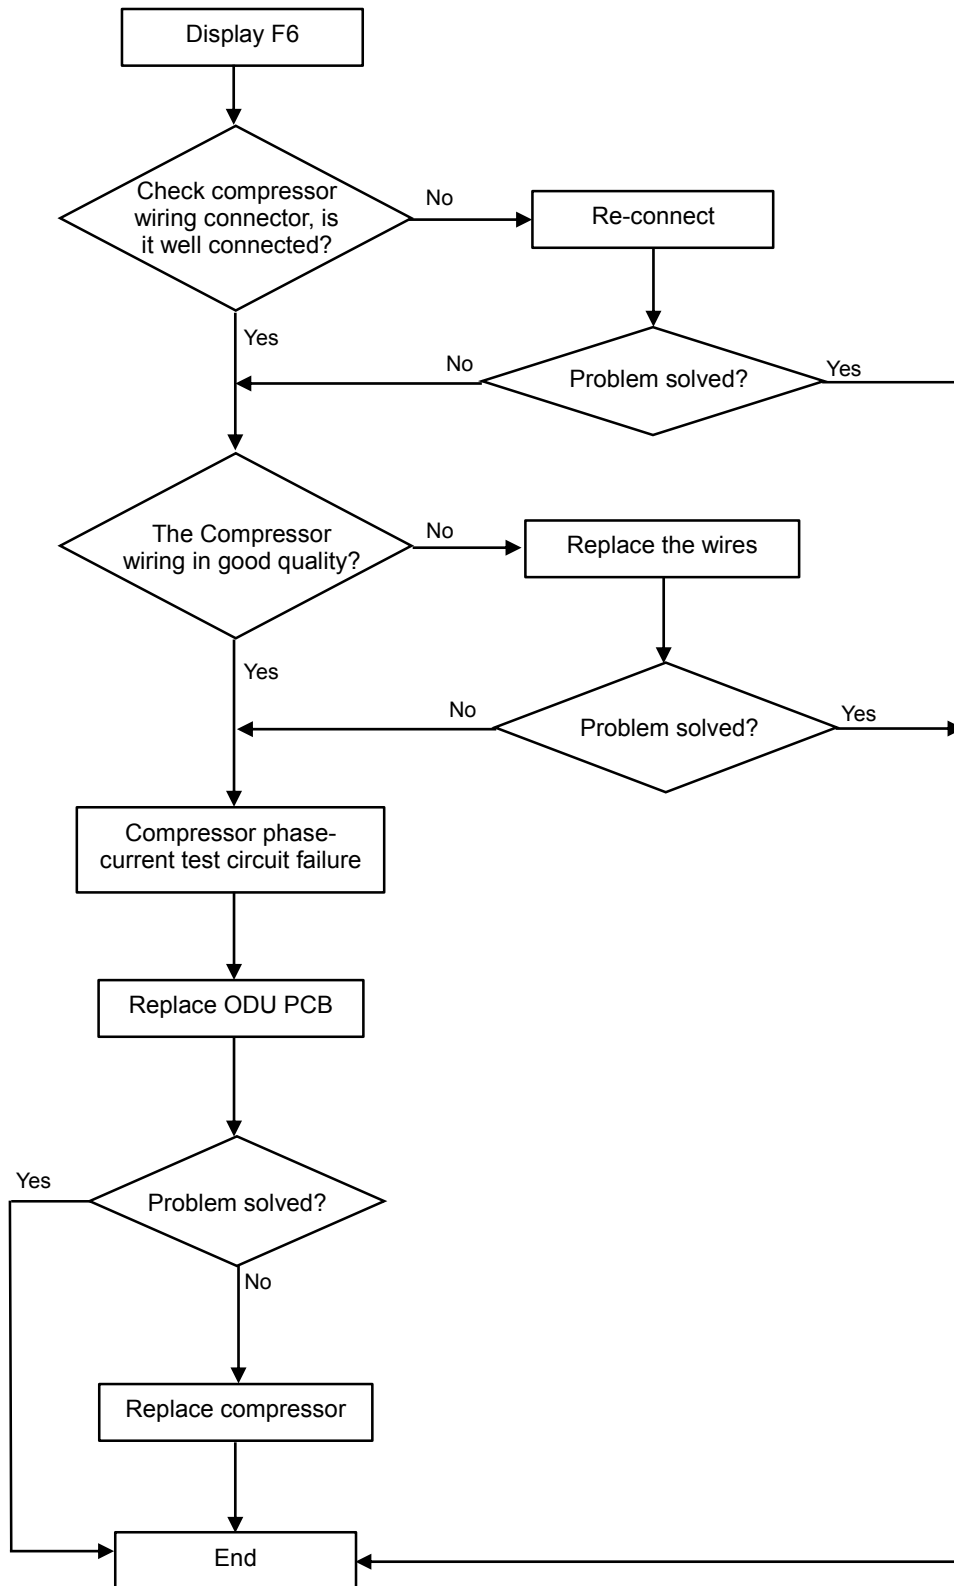 Display F6
Check compressor
wiring connector, is
it well connected?
No
Re-connect
Yes
No
Problem solved?
Yes
The Compressor
wiring in good quality?
No
Replace the wires
Yes
No
Problem solved?
Yes
Compressor phase-
current test circuit failure
Replace ODU PCB
Yes
Problem solved?
No
Replace compressor
End